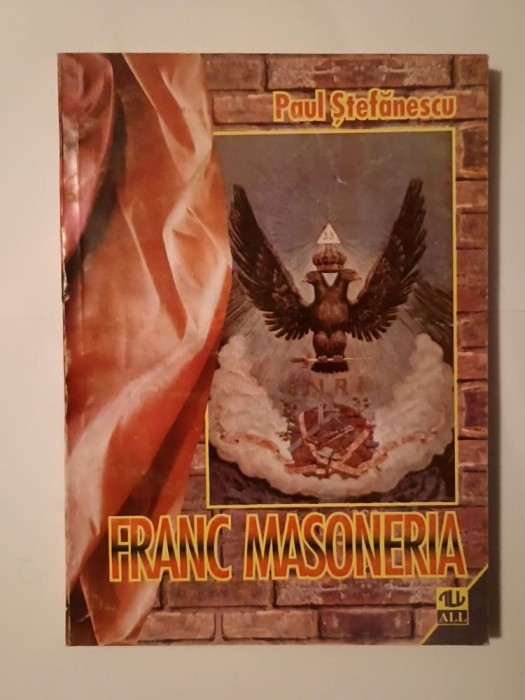 Paul Ștefănescu
33
INRI
FRANC MASONERIA
ALL